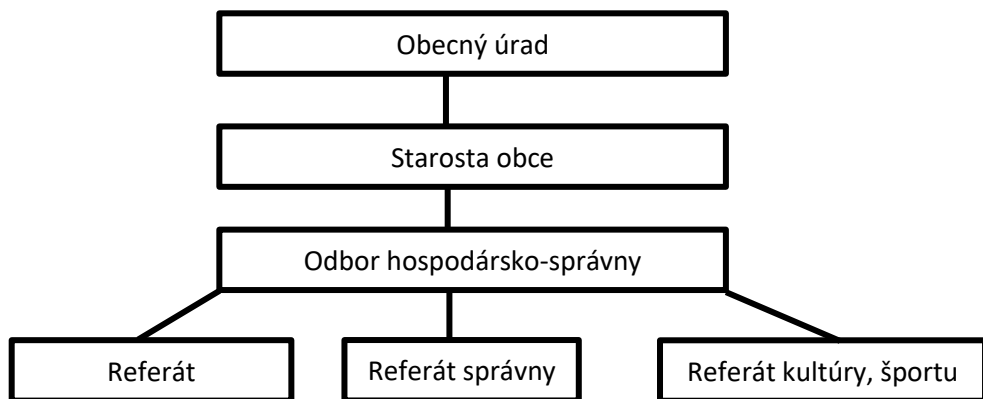 Obecný úrad
Starosta obce
Odbor hospodársko-správny
Referát
Referát správny
Referát kultúry, športu